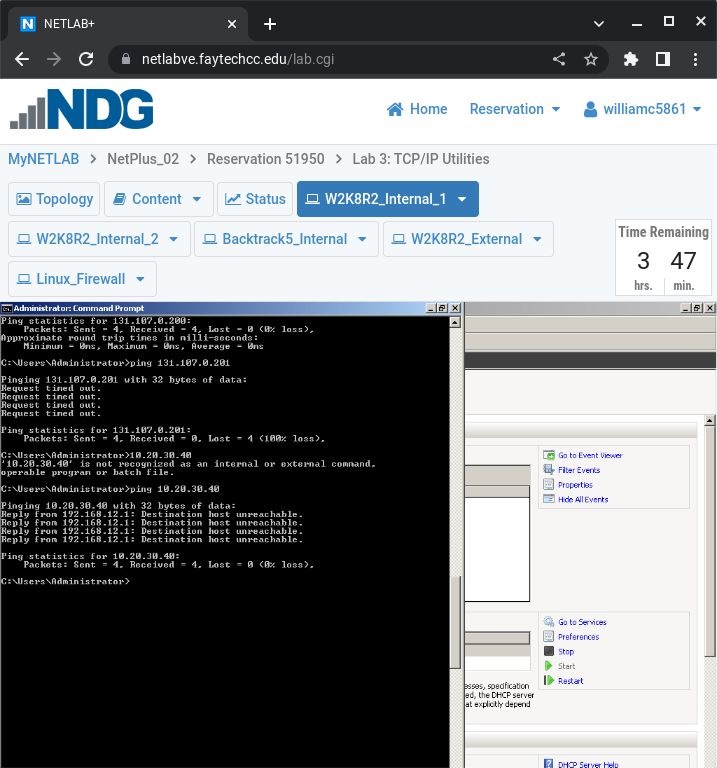 NETLAB+
netlabve.faytechcc.edu/lab.cgi
NDG
Home
Reservation
williamc5861
MyNETLAB > NetPlus_02 > Reservation 51950 > Lab 3: TCP/IP Utilities
Topology
Content
Status
W2K8R2_Internal_1
W2K8R2_Internal_2
Backtrack5_Internal
W2K8R2_External
Linux_Firewall
Time Remaining
3 47
hrs. min.
Administrator: Command Prompt
Ping statistics for 131.107.0.200:
Packets: Sent = 4, Received = 4, Lost = 0 (0% loss),
Approximate round trip times in milli-seconds:
Minimum = 0ms, Maximum = 0ms, Average = 0ms
C:\Users\Administrator>ping 131.107.0.201
Pinging 131.107.0.201 with 32 bytes of data:
Request timed out.
Request timed out.
Request timed out.
Request timed out.
Ping statistics for 131.107.0.201:
Packets: Sent = 4, Received = 0, Lost = 4 (100% loss),
C:\Users\Administrator>10.20.30.40
'10.20.30.40' is not recognized as an internal or external command,
operable program or batch file.
C:\Users\Administrator>ping 10.20.30.40
Pinging 10.20.30.40 with 32 bytes of data:
Reply from 192.168.12.1: Destination host unreachable.
Reply from 192.168.12.1: Destination host unreachable.
Reply from 192.168.12.1: Destination host unreachable.
Reply from 192.168.12.1: Destination host unreachable.
Ping statistics for 10.20.30.40:
Packets: Sent = 4, Received = 4, Lost = 0 (0% loss),
C:\Users\Administrator>
Go to Event Viewer
Filter Events
Properties
Hide All Events
Go to Services
Preferences
Stop
Start
Restart
esses, specification
ed, the DHCP server
at explicitly depend
DHCP Server Help